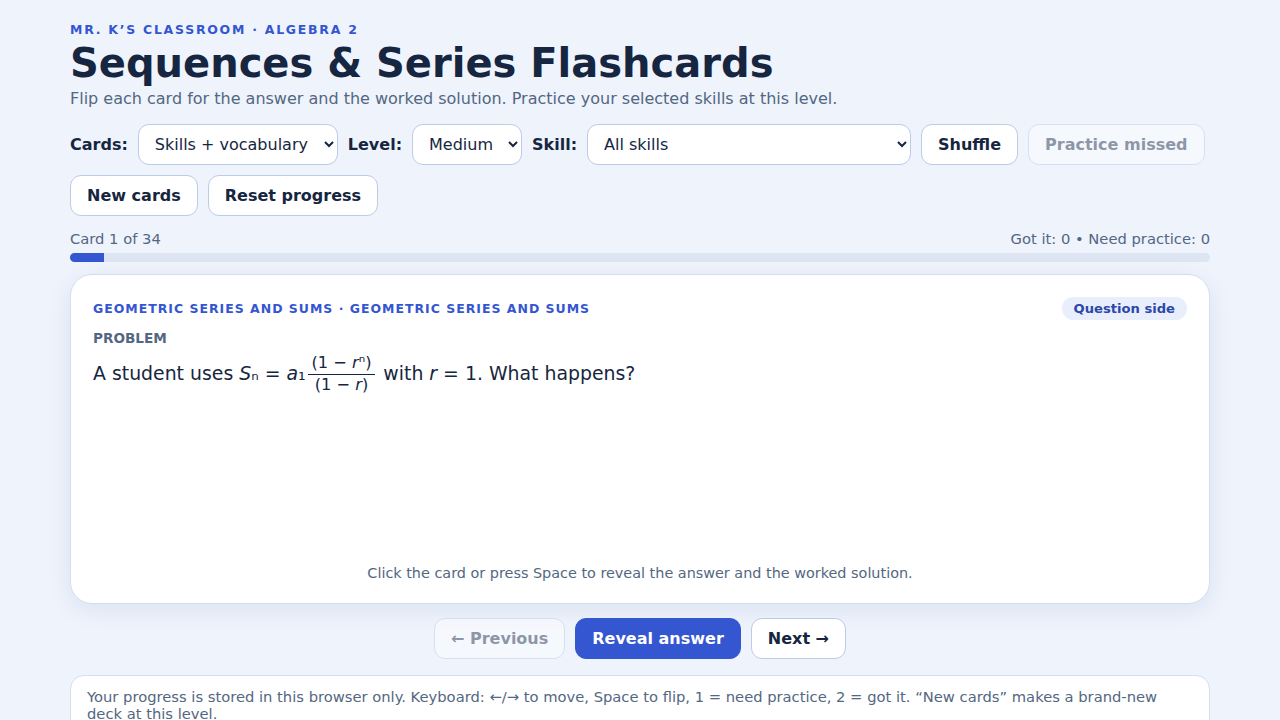 MR. K’S CLASSROOM · ALGEBRA 2
Sequences & Series Flashcards
Flip each card for the answer and the worked solution. Practice your selected skills at this level.
Cards: Skills + vocabulary Level: Medium Skill: All skills Shuffle Practice missed
New cards Reset progress
Card 1 of 34 Got it: 0 • Need practice: 0
GEOMETRIC SERIES AND SUMS · GEOMETRIC SERIES AND SUMS Question side
PROBLEM
A student uses Sₙ = a₁ (1 − rⁿ)/(1 − r) with r = 1. What happens?
Click the card or press Space to reveal the answer and the worked solution.
← Previous Reveal answer Next →
Your progress is stored in this browser only. Keyboard: ←/→ to move, Space to flip, 1 = need practice, 2 = got it. “New cards” makes a brand-new
deck at this level.